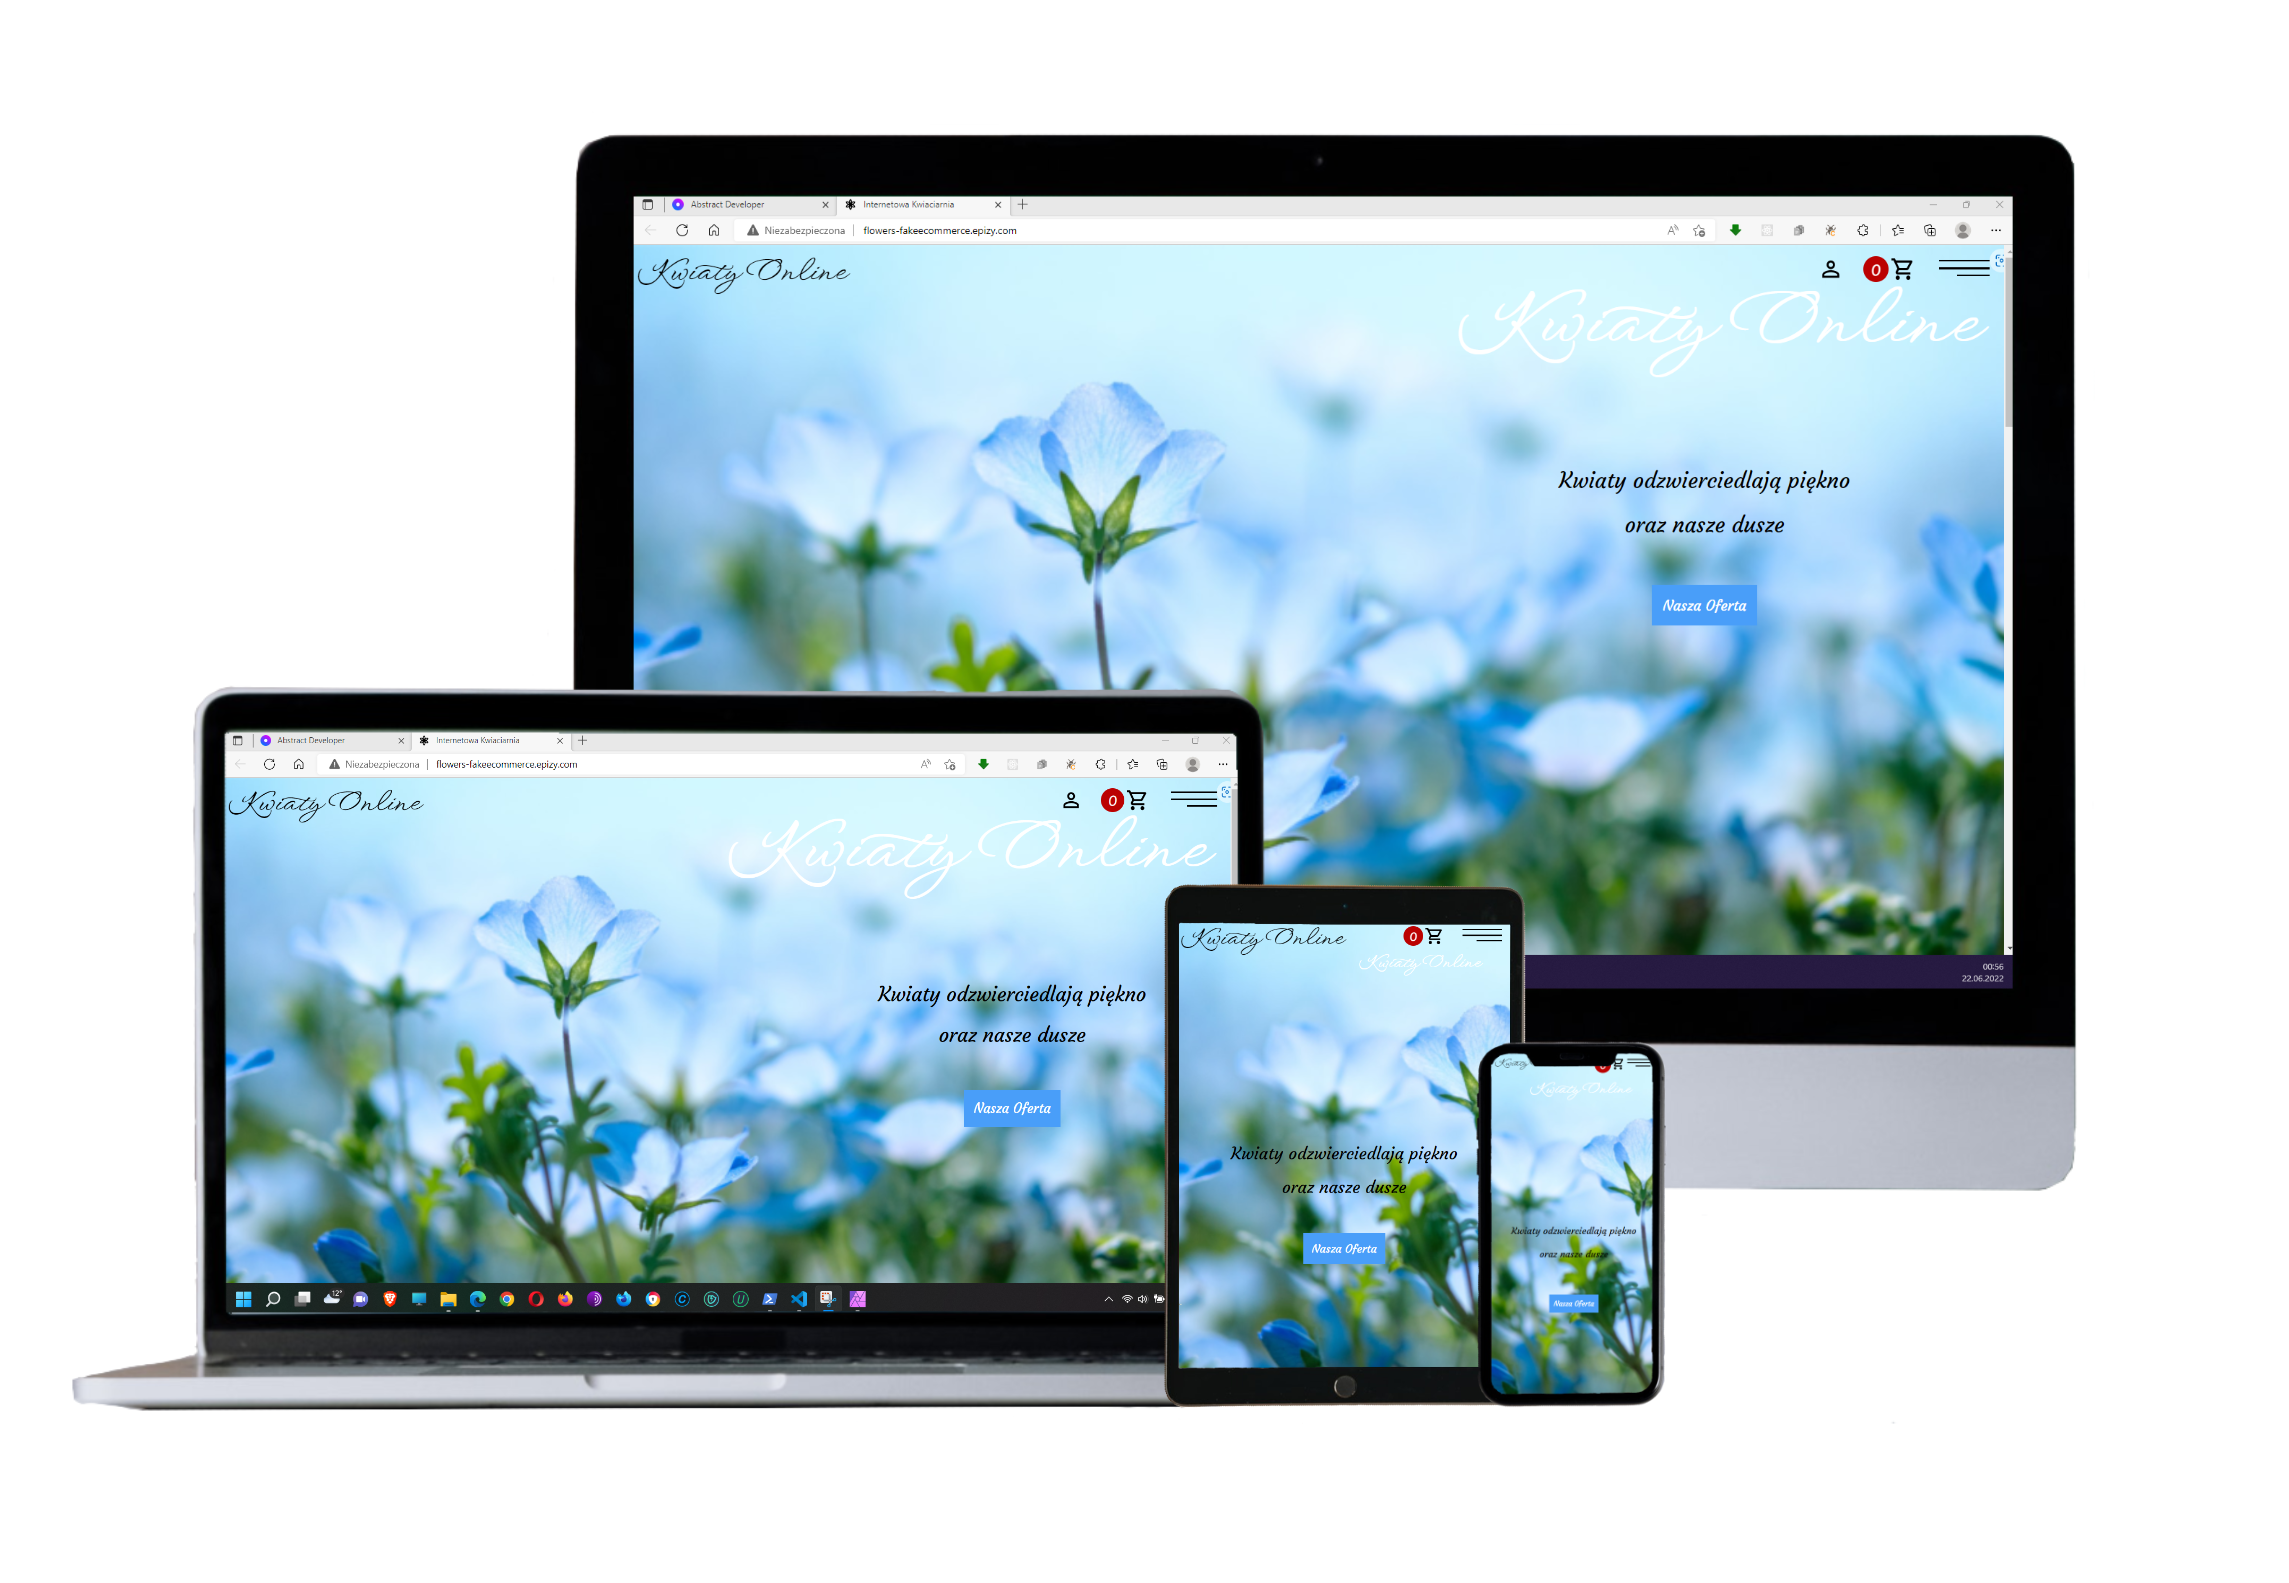 Abstract Developer
Internetowa Kwiaciarnia
Niezabezpieczona
flowers-fakeecommerce.epizy.com
Kwiaty Online
0
Kwiaty Online
Kwiaty odzwierciedlają piękno
oraz nasze dusze
Nasza Oferta
00:56
22.06.2022
Abstract Developer
Internetowa Kwiaciarnia
Niezabezpieczona
flowers-fakeecommerce.epizy.com
Kwiaty Online
0
Kwiaty Online
Kwiaty odzwierciedlają piękno
oraz nasze dusze
Nasza Oferta
12°
Kwiaty Online
0
Kwiaty Online
Kwiaty odzwierciedlają piękno
oraz nasze dusze
Nasza Oferta
Kwiaty
Kwiaty Online
Kwiaty odzwierciedlają piękno
oraz nasze dusze
Nasza Oferta